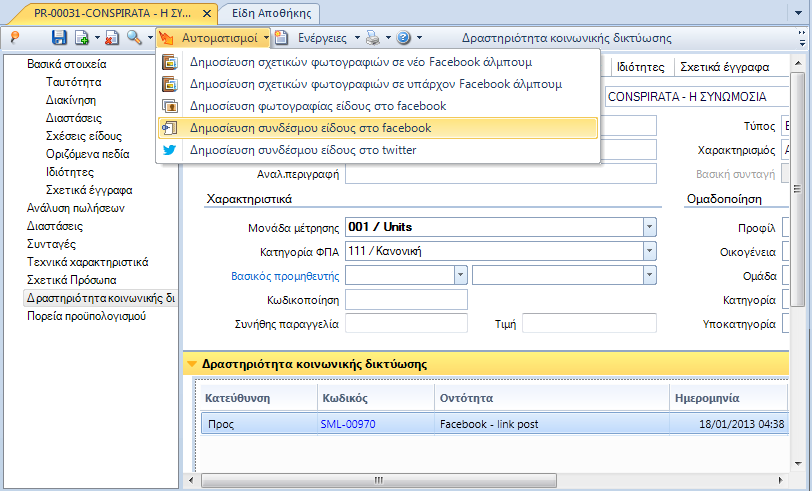 PR-00031-CONSPIRATA - Η ΣΥ...
Είδη Αποθήκης
Αυτοματισμοί
Ενέργειες
Δραστηριότητα κοινωνικής δικτύωσης
Βασικά στοιχεία
Ταυτότητα
Διακίνηση
Διαστάσεις
Σχέσεις είδους
Οριζόμενα πεδία
Ιδιότητες
Σχετικά έγγραφα
Ανάλυση πωλήσεων
Διαστάσεις
Συνταγές
Τεχνικά χαρακτηριστικά
Σχετικά Πρόσωπα
Δραστηριότητα κοινωνικής δι
Πορεία προϋπολογισμού
Δημοσίευση σχετικών φωτογραφιών σε νέο Facebook άλμπουμ
Δημοσίευση σχετικών φωτογραφιών σε υπάρχον Facebook άλμπουμ
Δημοσίευση φωτογραφίας είδους στο facebook
Δημοσίευση συνδέσμου είδους στο facebook
Δημοσίευση συνδέσμου είδους στο twitter
Ιδιότητες
Σχετικά έγγραφα
CONSPIRATA - Η ΣΥΝΩΜΟΣΙΑ
Τύπος
Χαρακτηρισμός
Αναλ.περιγραφή
Βασική συνταγή
Χαρακτηριστικά
Ομαδοποίηση
Μονάδα μέτρησης
001 / Units
Προφίλ
Κατηγορία ΦΠΑ
111 / Κανονική
Οικογένεια
Βασικός προμηθευτής
Ομάδα
Κωδικοποίηση
Κατηγορία
Συνήθης παραγγελία
Τιμή
Υποκατηγορία
Δραστηριότητα κοινωνικής δικτύωσης
Κατεύθυνση
Κωδικός
Οντότητα
Ημερομηνία
Προς
SML-00970
Facebook - link post
18/01/2013 04:38